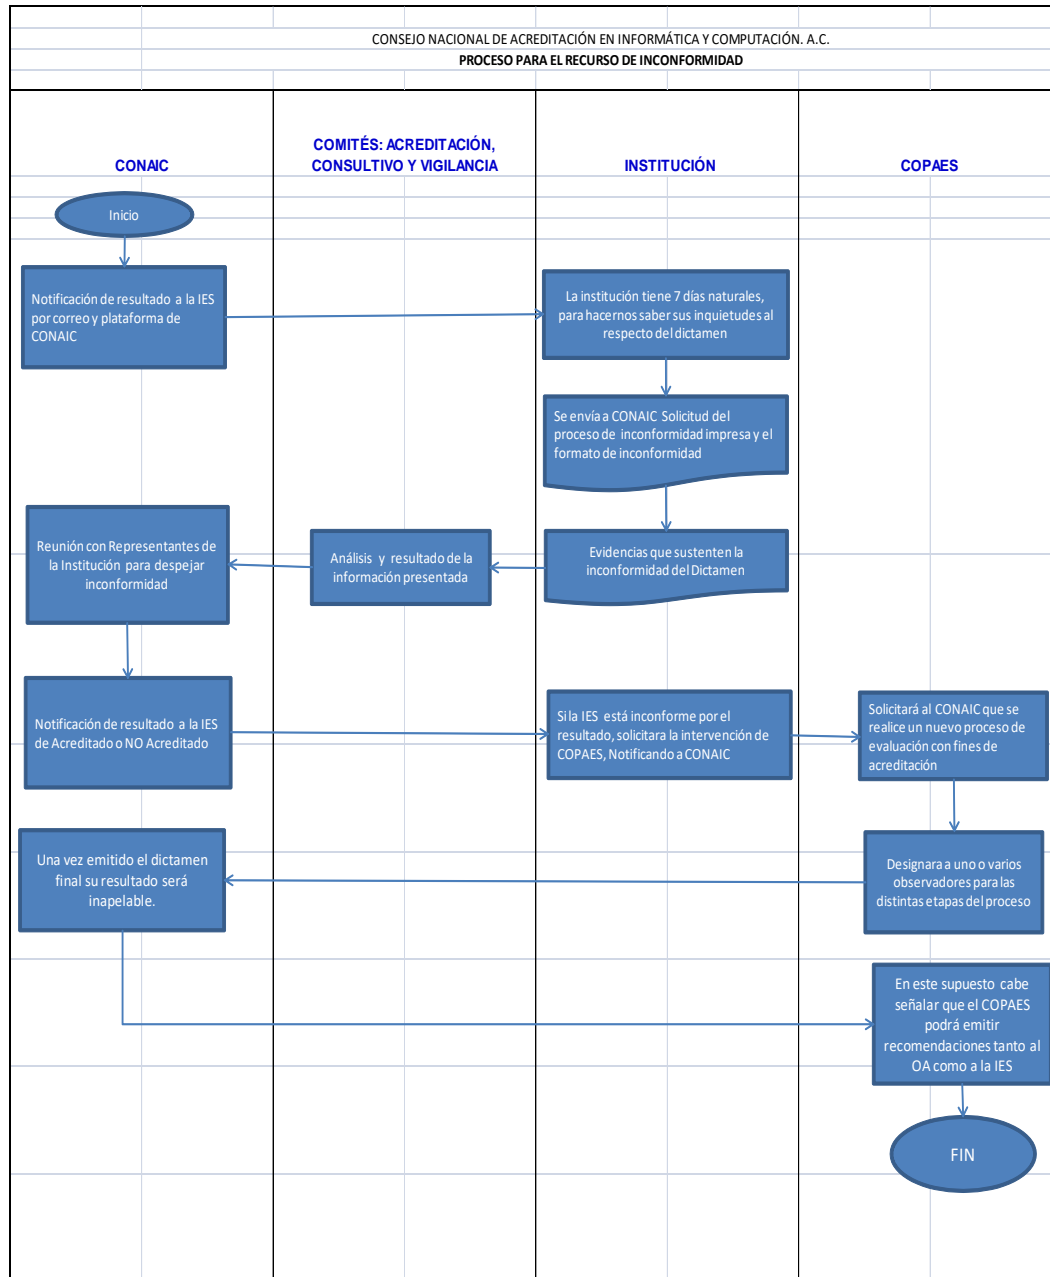 CONSEJO NACIONAL DE ACREDITACIÓN EN INFORMÁTICA Y COMPUTACIÓN. A.C.
PROCESO PARA EL RECURSO DE INCONFORMIDAD
CONAIC
COMITÉS: ACREDITACIÓN,
CONSULTIVO Y VIGILANCIA
INSTITUCIÓN
COPAES
Inicio
Notificación de resultado a la IES
por correo y plataforma de
CONAIC
La institución tiene 7 días naturales,
para hacernos saber sus inquietudes al
respecto del dictamen
Se envía a CONAIC Solicitud del
proceso de inconformidad impresa y el
formato de inconformidad
Evidencias que sustenten la
inconformidad del Dictamen
Análisis y resultado de la
información presentada
Reunión con Representantes de
la Institución para despejar
inconformidad
Notificación de resultado a la IES
de Acreditado o NO Acreditado
Si la IES está inconforme por el
resultado, solicitara la intervención de
COPAES, Notificando a CONAIC
Solicitará al CONAIC que se
realice un nuevo proceso de
evaluación con fines de
acreditación
Designara a uno o varios
observadores para las
distintas etapas del proceso
Una vez emitido el dictamen
final su resultado será
inapelable.
En este supuesto cabe
señalar que el COPAES
podrá emitir
recomendaciones tanto al
OA como a la IES
FIN